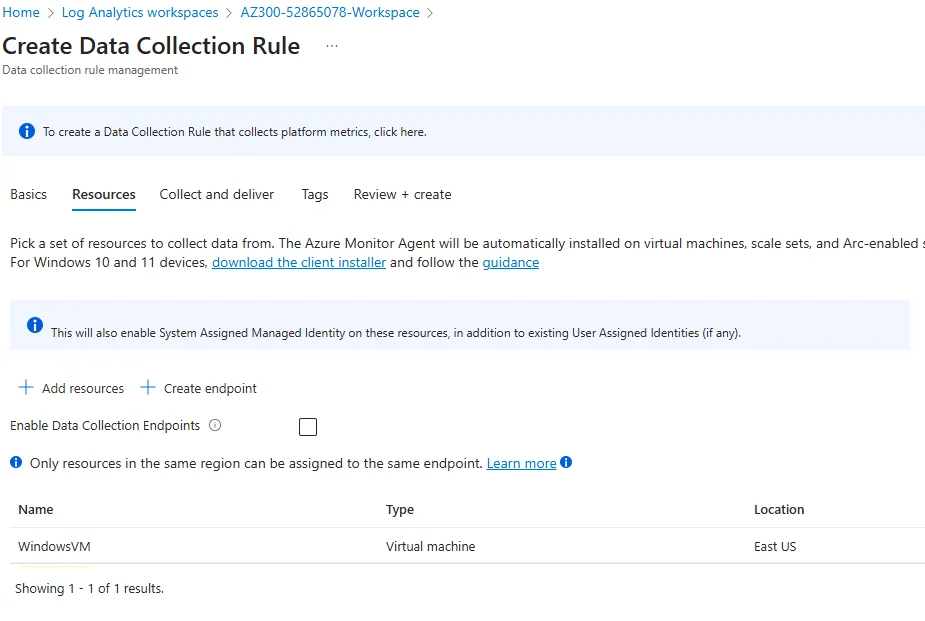 Home > Log Analytics workspaces > AZ300-52865078-Workspace >
Create Data Collection Rule ...
Data collection rule management
To create a Data Collection Rule that collects platform metrics, click here.
Basics Resources Collect and deliver Tags Review + create
Pick a set of resources to collect data from. The Azure Monitor Agent will be automatically installed on virtual machines, scale sets, and Arc-enabled
For Windows 10 and 11 devices, download the client installer and follow the guidance
This will also enable System Assigned Managed Identity on these resources, in addition to existing User Assigned Identities (if any).
+ Add resources + Create endpoint
Enable Data Collection Endpoints
Only resources in the same region can be assigned to the same endpoint. Learn more
Name Type Location
WindowsVM Virtual machine East US
Showing 1 - 1 of 1 results.